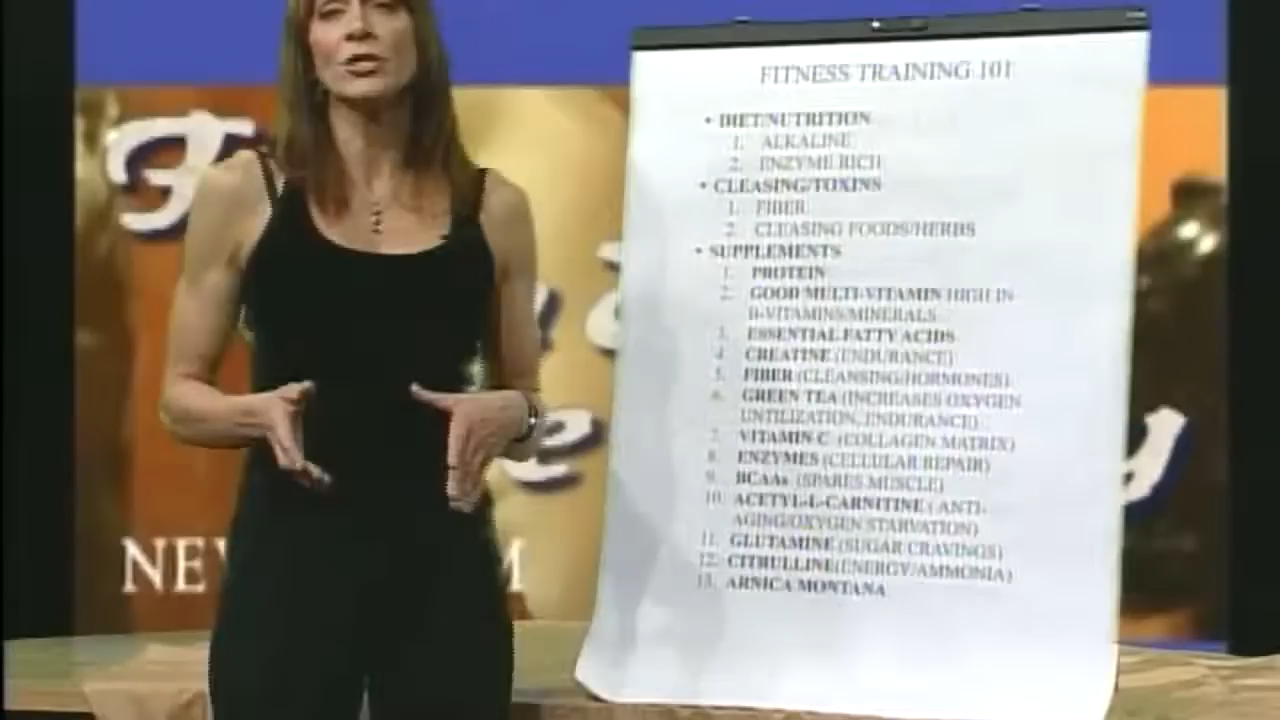 FITNESS TRAINING 101
• DIET/NUTRITION
1. ALKALINE
2. ENZYME RICH
• CLEASING/TOXINS
1. FIBER
2. CLEASING FOODS/HERBS
• SUPPLEMENTS
1. PROTEIN
2. GOOD MULTI-VITAMIN HIGH IN
B-VITAMINS/MINERALS
3. ESSENTIAL FATTY ACIDS
4. CREATINE (ENDURANCE)
5. FIBER (CLEANSING/HORMONES)
6. GREEN TEA (INCREASES OXYGEN
UNTILIZATION, ENDURANCE)
7. VITAMIN C (COLLAGEN MATRIX)
8. ENZYMES (CELLULAR REPAIR)
9. BCAAs (SPARES MUSCLE)
10. ACETYL-L-CARNITINE (ANTI-
AGING/OXYGEN STARVATION)
11. GLUTAMINE (SUGAR CRAVINGS)
12. CITRULLINE(ENERGY/AMMONIA)
13. ARNICA MONTANA